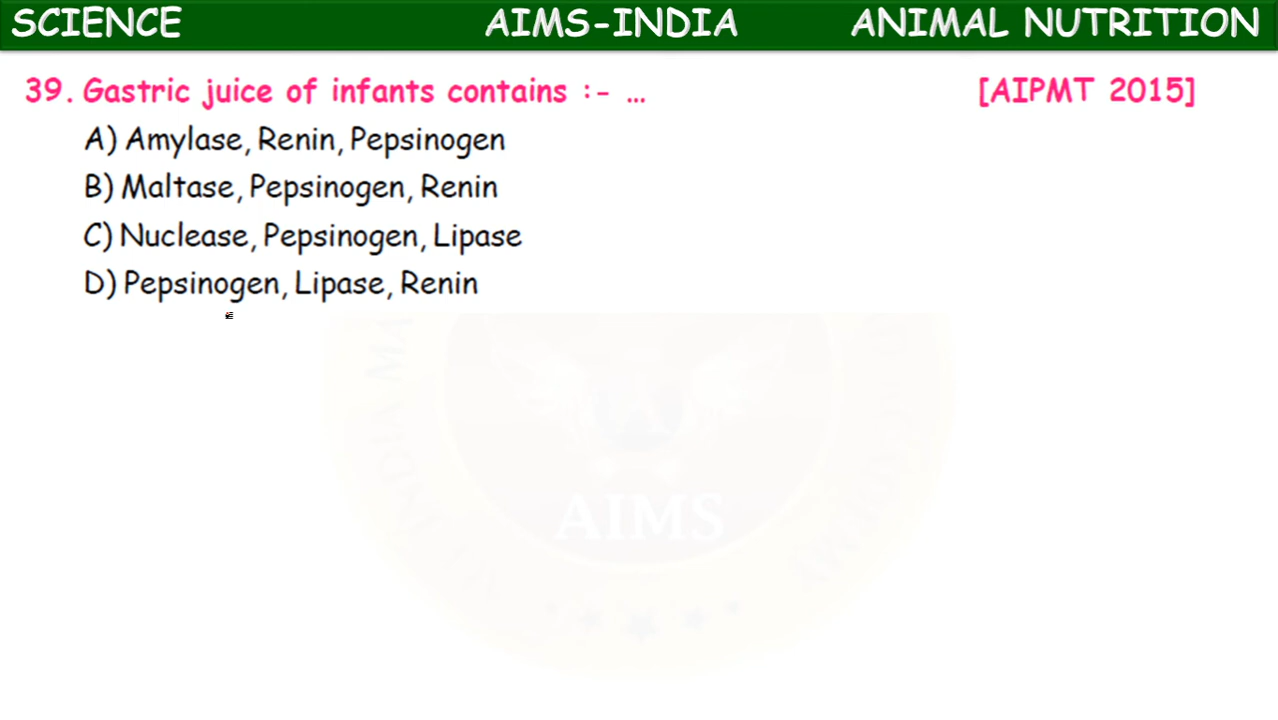 SCIENCE AIMS-INDIA ANIMAL NUTRITION
39. Gastric juice of infants contains :- ... [AIPMT 2015]
A) Amylase, Renin, Pepsinogen
B) Maltase, Pepsinogen, Renin
C) Nuclease, Pepsinogen, Lipase
D) Pepsinogen, Lipase, Renin
AIMS